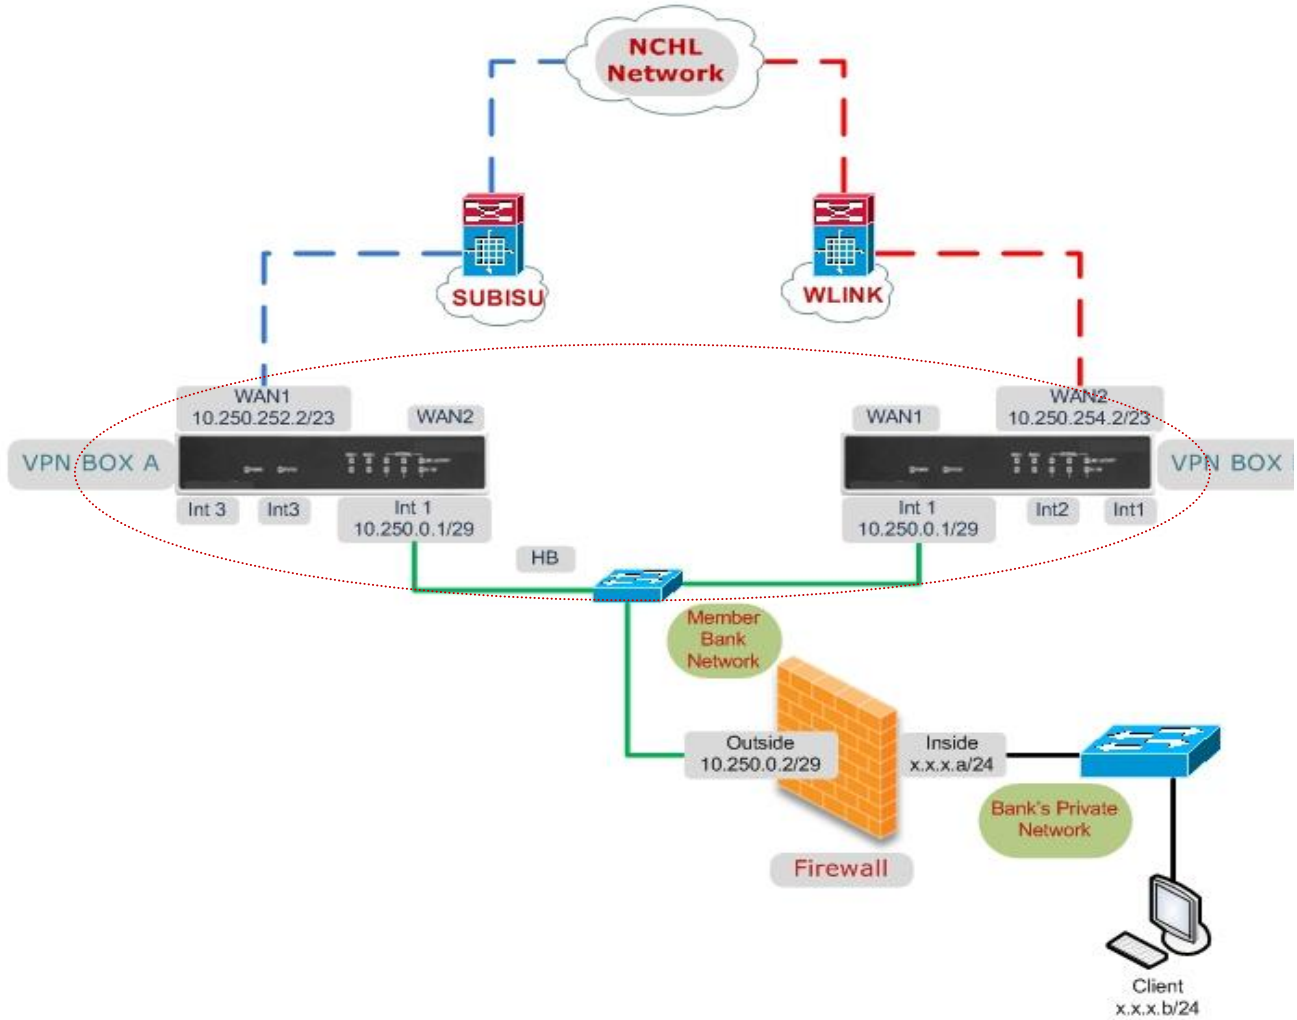 NCHL
Network
SUBISU
WLINK
WAN1
10.250.252.2/23
WAN2
WAN1
WAN2
10.250.254.2/23
VPN BOX A
VPN BOX
Int 3
Int3
Int 1
10.250.0.1/29
Int 1
10.250.0.1/29
Int2
Int1
HB
Member
Bank
Network
Outside
10.250.0.2/29
Inside
x.x.x.a/24
Bank's Private
Network
Firewall
Client
x.x.x.b/24